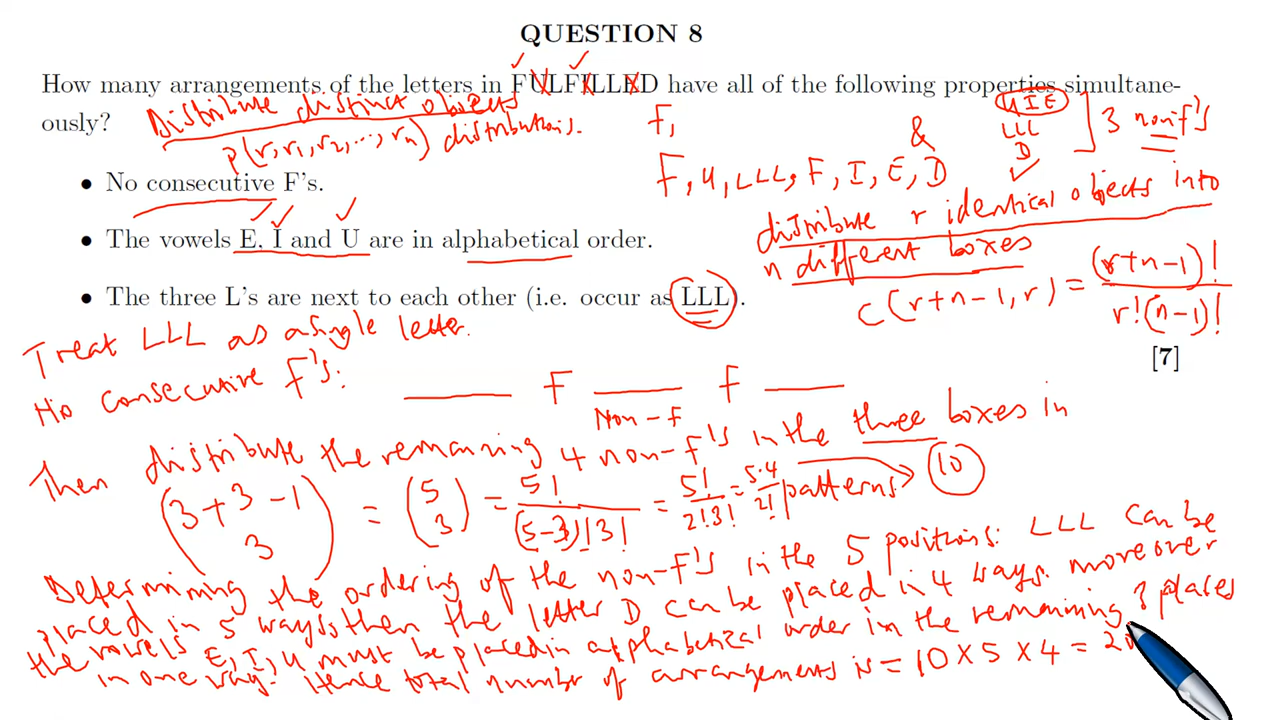 QUESTION 8
How many arrangements of the letters in FULFILLED have all of the following properties simultane-
ously?
Distribute distinct objects
P(r, r1, r2, ..., rn) distributions.
F,
&
U I E
LLL
D
3 non F's
F, U, LLL, F, I, E, D
• No consecutive F's.
• The vowels E, I and U are in alphabetical order.
• The three L's are next to each other (i.e. occur as LLL).
distribute r identical objects into
n different boxes
C(r+n-1, r) = (r+n-1)! / r!(n-1)!
[7]
Treat LLL as a single letter.
No consecutive F's:
F F
Non-F
Then distribute the remaining 4 non-F's in the three boxes in
(3+3-1 3) = (5 3) = 5! / (5-3)! 3! = 5! / 2!3! = 5.4 / 2! patterns → 10
Determining the ordering of the non-F's in the 5 positions: LLL can be
placed in 5 ways then the letter D can be placed in 4 ways. moreover
the vowels E, I, U must be placed in alphabetical order in the remaining 3 places
in one way. Hence total number of arrangements is = 10 X 5 X 4 = 20